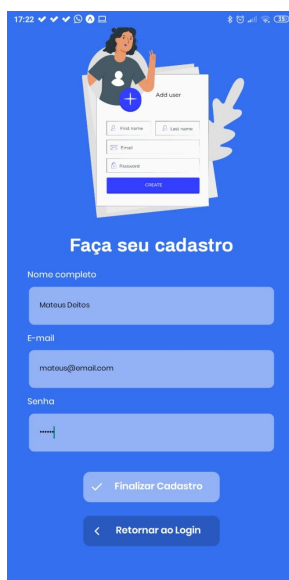 17:22
Add user
First name
Last name
Email
Password
CREATE
Faça seu cadastro
Nome completo
Mateus Deitos
E-mail
mateus@email.com
Senha
••••••
Finalizar Cadastro
Retornar ao Login